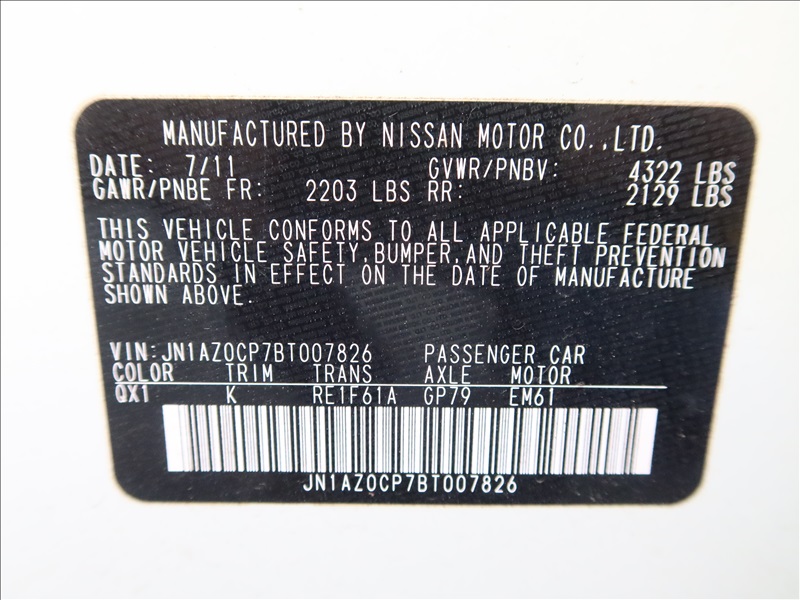 MANUFACTURED BY NISSAN MOTOR CO.,LTD.
DATE: 7/11 GVWR/PNBV: 4322 LBS
GAWR/PNBE FR: 2203 LBS RR: 2129 LBS
THIS VEHICLE CONFORMS TO ALL APPLICABLE FEDERAL
MOTOR VEHICLE SAFETY,BUMPER,AND THEFT PREVENTION
STANDARDS IN EFFECT ON THE DATE OF MANUFACTURE
SHOWN ABOVE.
VIN:JN1AZ0CP7BT007826 PASSENGER CAR
COLOR TRIM TRANS AXLE MOTOR
QX1 K RE1F61A GP79 EM61
JN1AZ0CP7BT007826